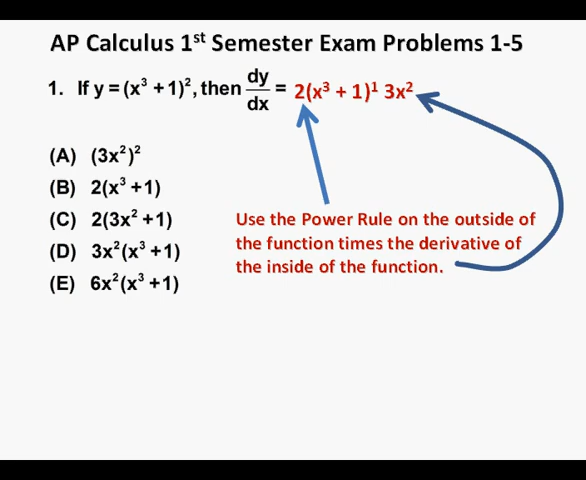 AP Calculus 1st Semester Exam Problems 1-5
1. If y = (x³ + 1)², then dy/dx = 2(x³ + 1)¹ 3x²
(A) (3x²)²
(B) 2(x³ + 1)
(C) 2(3x² + 1)
(D) 3x²(x³ + 1)
(E) 6x²(x³ + 1)
Use the Power Rule on the outside of
the function times the derivative of
the inside of the function.